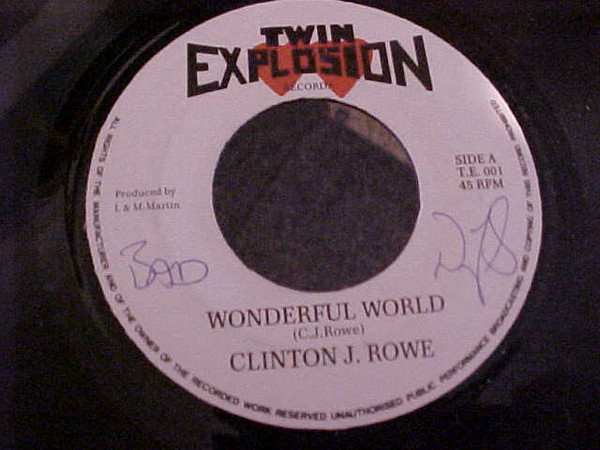 TWIN
EXPLOSION
RECORDS
SIDE A
T.E. 001
45 RPM
Produced by
L & M. Martin
BAD
WONDERFUL WORLD
(C.J.Rowe)
CLINTON J. ROWE
ALL RIGHTS OF THE MANUFACTURER AND OF THE OWNER OF THE RECORDED WORK RESERVED UNAUTHORISED PUBLIC PERFORMANCE BROADCASTING AND COPYING OF THIS RECORD PROHIBITED